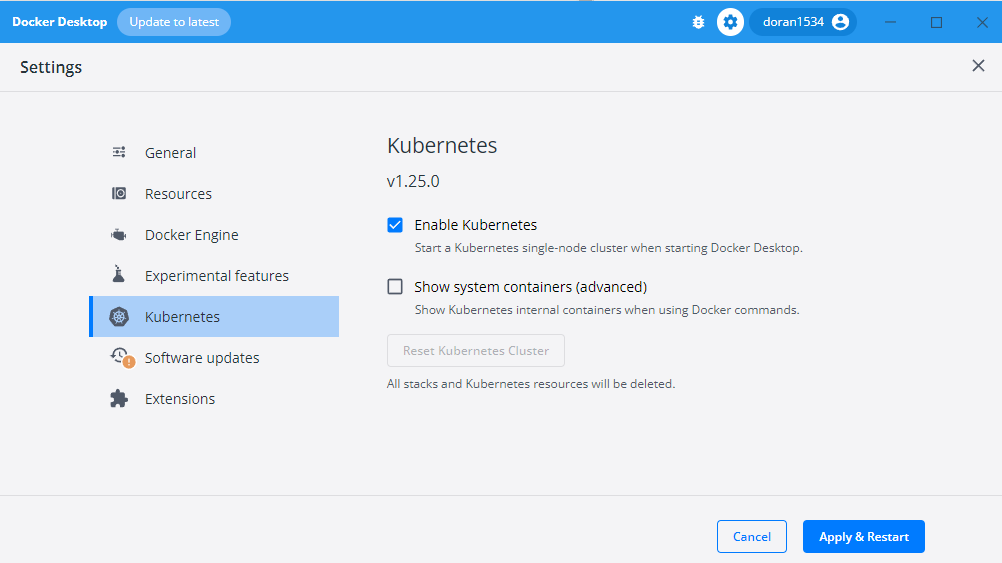 Docker Desktop Update to latest doran1534
Settings
General
Resources
Docker Engine
Experimental features
Kubernetes
Software updates
Extensions
Kubernetes
v1.25.0
Enable Kubernetes
Start a Kubernetes single-node cluster when starting Docker Desktop.
Show system containers (advanced)
Show Kubernetes internal containers when using Docker commands.
Reset Kubernetes Cluster
All stacks and Kubernetes resources will be deleted.
Cancel Apply & Restart